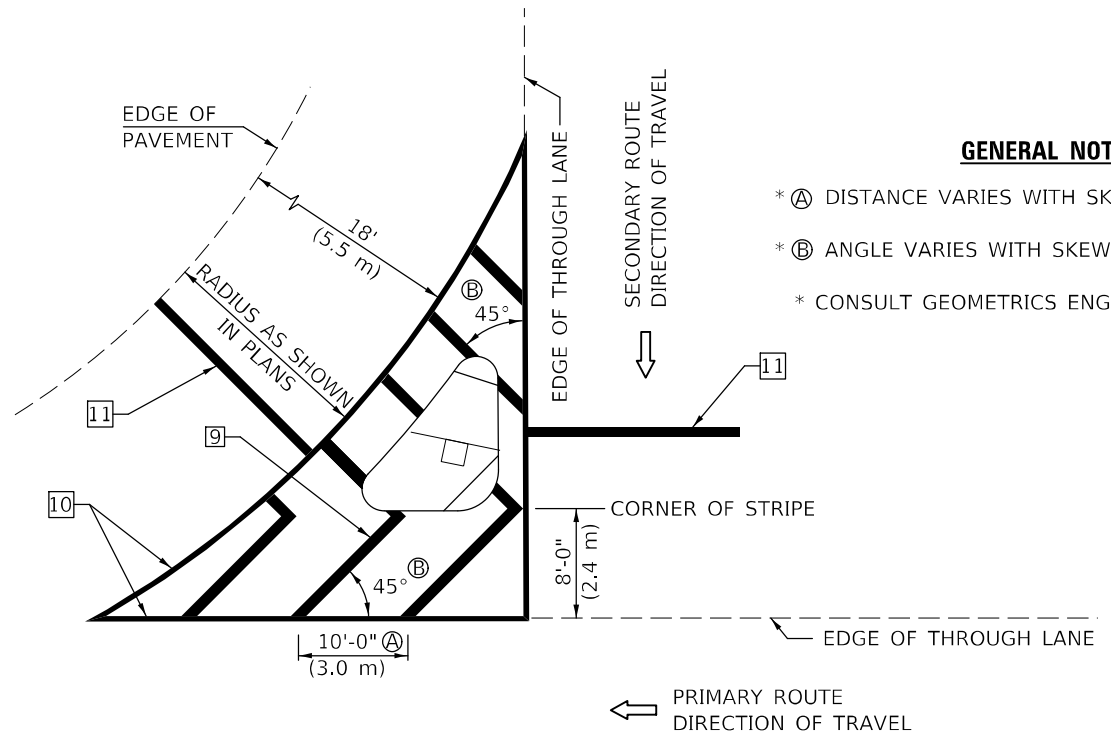 EDGE OF
PAVEMENT
18'
(5.5 m)
RADIUS AS SHOWN
IN PLANS
EDGE OF THROUGH LANE
SECONDARY ROUTE
DIRECTION OF TRAVEL
GENERAL NOT
* Ⓐ DISTANCE VARIES WITH SK
* Ⓑ ANGLE VARIES WITH SKEW
* CONSULT GEOMETRICS ENG
Ⓑ
45°
11
11
9
10
CORNER OF STRIPE
8'-0"
(2.4 m)
45° Ⓑ
10'-0" Ⓐ
(3.0 m)
EDGE OF THROUGH LANE
PRIMARY ROUTE
DIRECTION OF TRAVEL